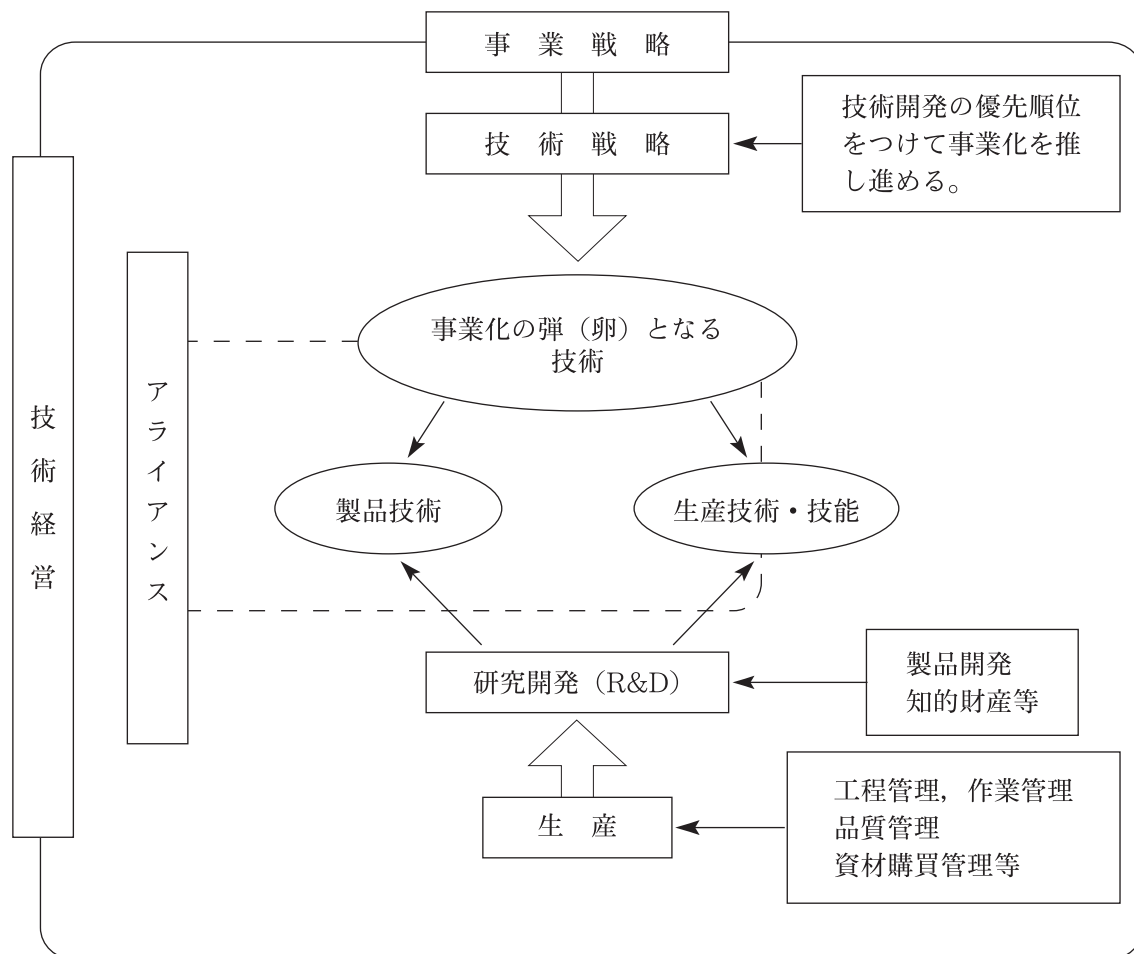 事業戦略
技術戦略
技術開発の優先順位
をつけて事業化を推
し進める。
技術経営
アライアンス
事業化の弾（卵）となる
技術
製品技術
生産技術・技能
研究開発（R&D）
製品開発
知的財産等
生産
工程管理，作業管理
品質管理
資材購買管理等